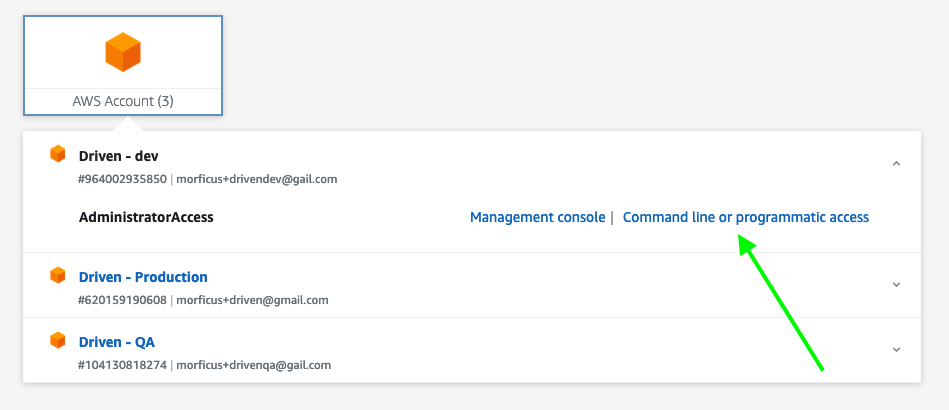 AWS Account (3)
Driven - dev
#964002935850 | morficus+drivendev@gail.com
AdministratorAccess
Management console | Command line or programmatic access
Driven - Production
#620159190608 | morficus+driven@gmail.com
Driven - QA
#104130818274 | morficus+drivenqa@gail.com